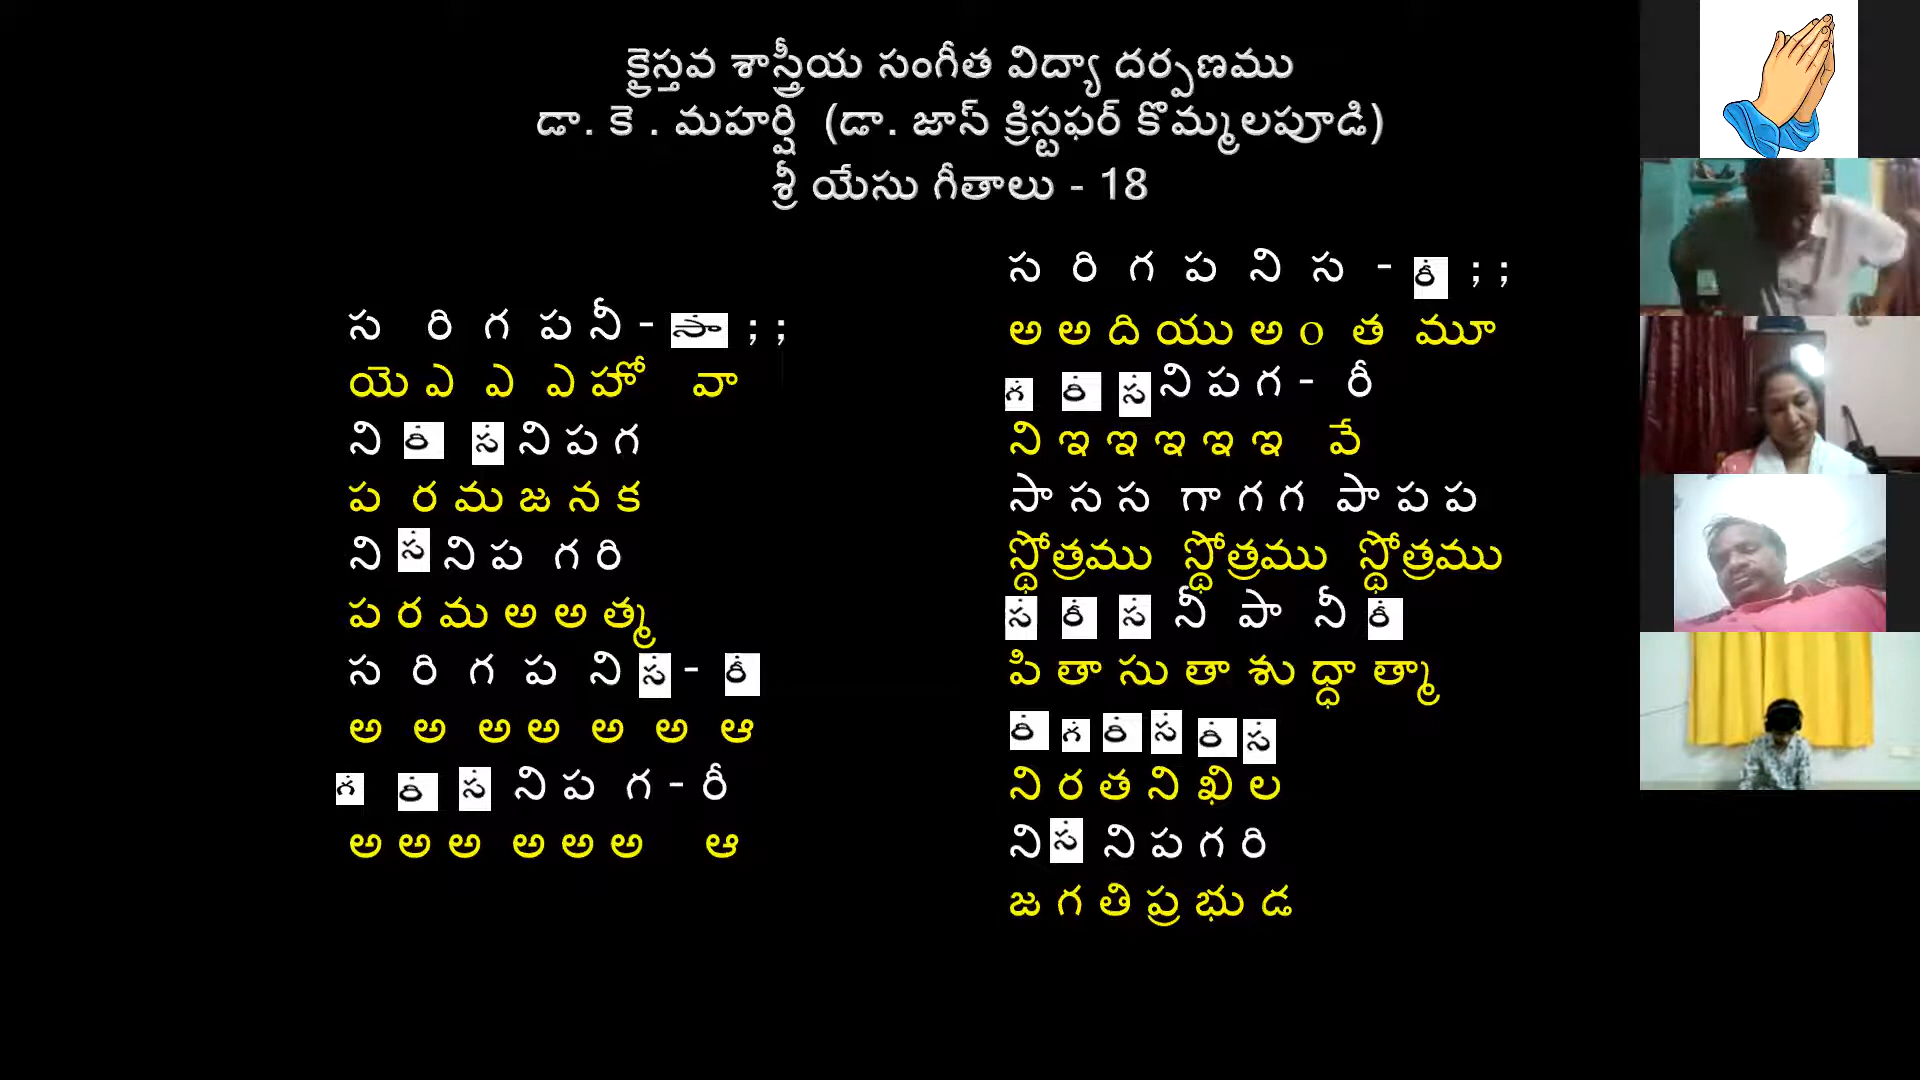 క్రైస్తవ శాస్త్రీయ సంగీత విద్యా దర్పణము
డా. కె . మహర్షి (డా. జాన్ క్రిస్టఫర్ కొమ్మలపూడి)
శ్రీ యేసు గీతాలు - 18
స రి గ ప నీ - సా̇ ; ;
యె ఎ ఎ ఎ హో వా
ని రి̇ స̇ ని ప గ
ప ర మ జ న క
ని స̇ ని ప గ రి
ప ర మ అ అ త్మ
స రి గ ప ని స̇ - రీ̇
అ అ అ అ అ అ ఆ
గ̇ రి̇ స̇ ని ప గ - రీ
అ అ అ అ అ అ ఆ
స రి గ ప ని స - రీ̇ ; ;
అ అ ది యు అ ం త మూ
గ̇ రి̇ స̇ ని ప గ - రీ
ని ఇ ఇ ఇ ఇ ఇ వే
సా స స గా గ గ పా ప ప
స్థోత్రము స్థోత్రము స్థోత్రము
స̇ రీ̇ స̇ నీ పా నీ రీ̇
పి తా సు తా శు ద్ధా త్మా
రి̇ గ̇ రి̇ స̇ రి̇ స̇
ని ర త ని ఖి ల
ని స̇ ని ప గ రి
జ గ తి ప్ర భు డ